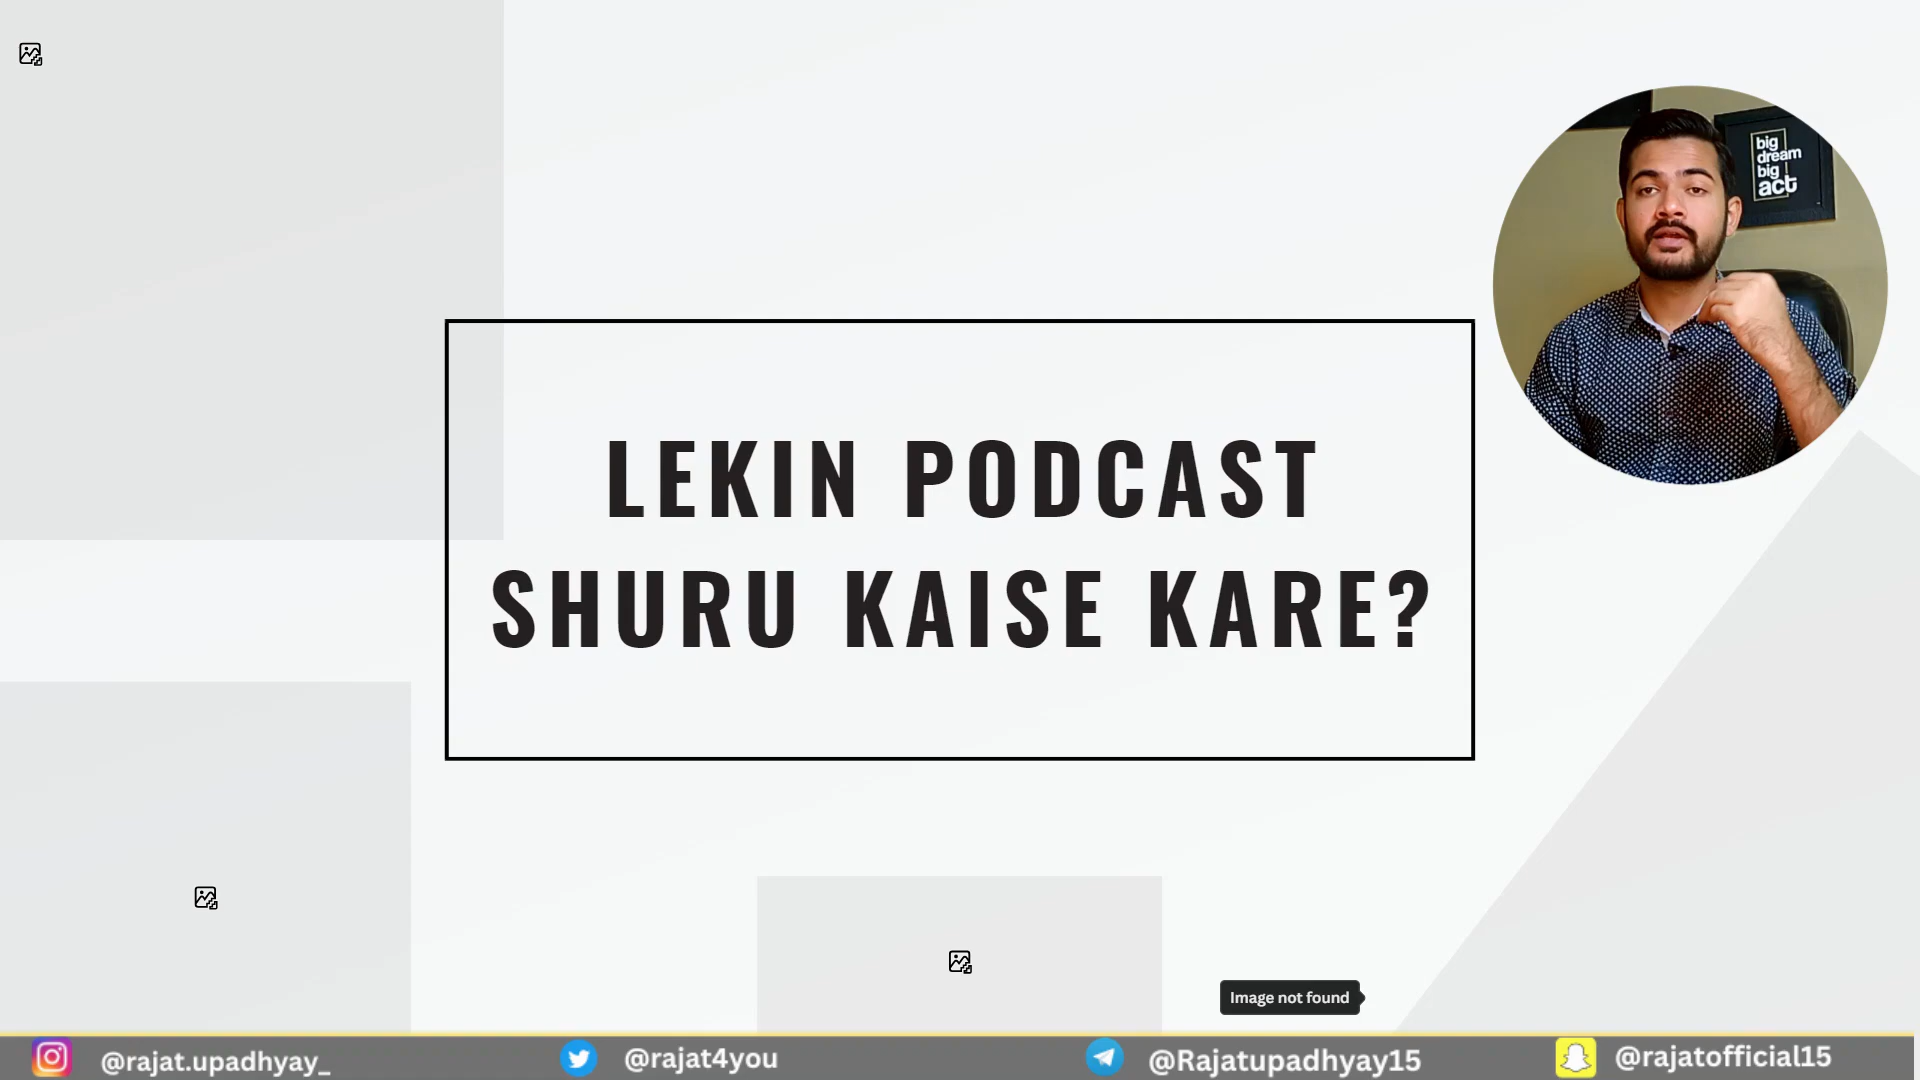 big
dream
big
act
LEKIN PODCAST
SHURU KAISE KARE?
Image not found
@rajat.upadhyay_
@rajat4you
@Rajatupadhyay15
@rajatofficial15